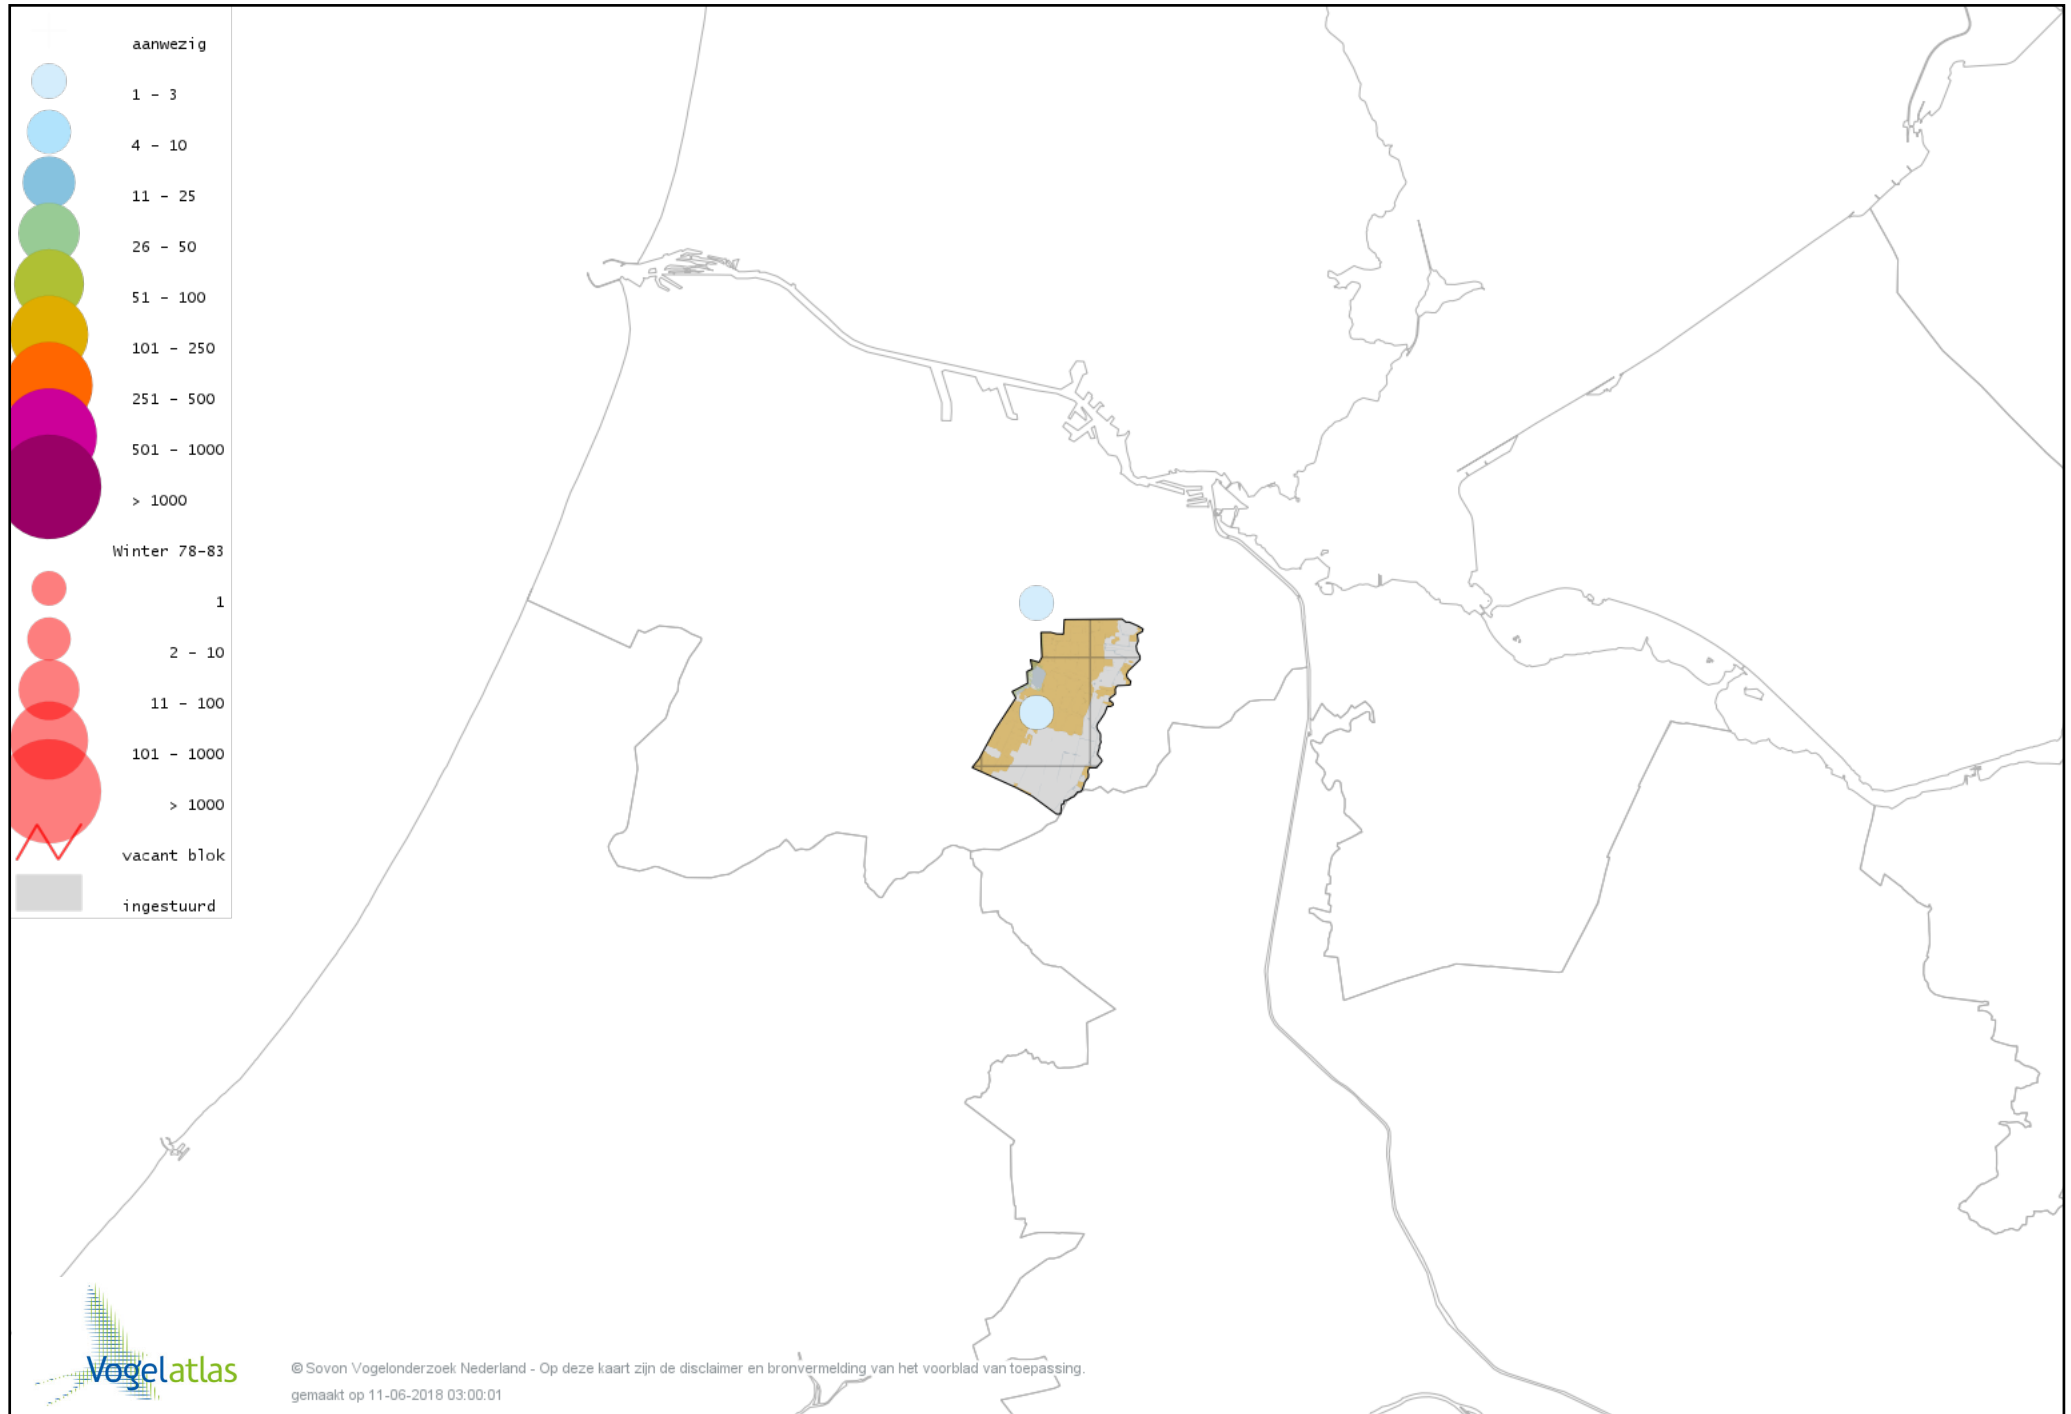 aanwezig
1 - 3
4 - 10
11 - 25
26 - 50
51 - 100
101 - 250
251 - 500
501 - 1000
> 1000
Winter 78-83
1
2 - 10
11 - 100
101 - 1000
> 1000
vacant blok
ingestuurd
Vogelatlas
© Sovon Vogelonderzoek Nederland - Op deze kaart zijn de disclaimer en bronvermelding van het voorblad van toepassing.
gemaakt op 11-06-2018 03:00:01